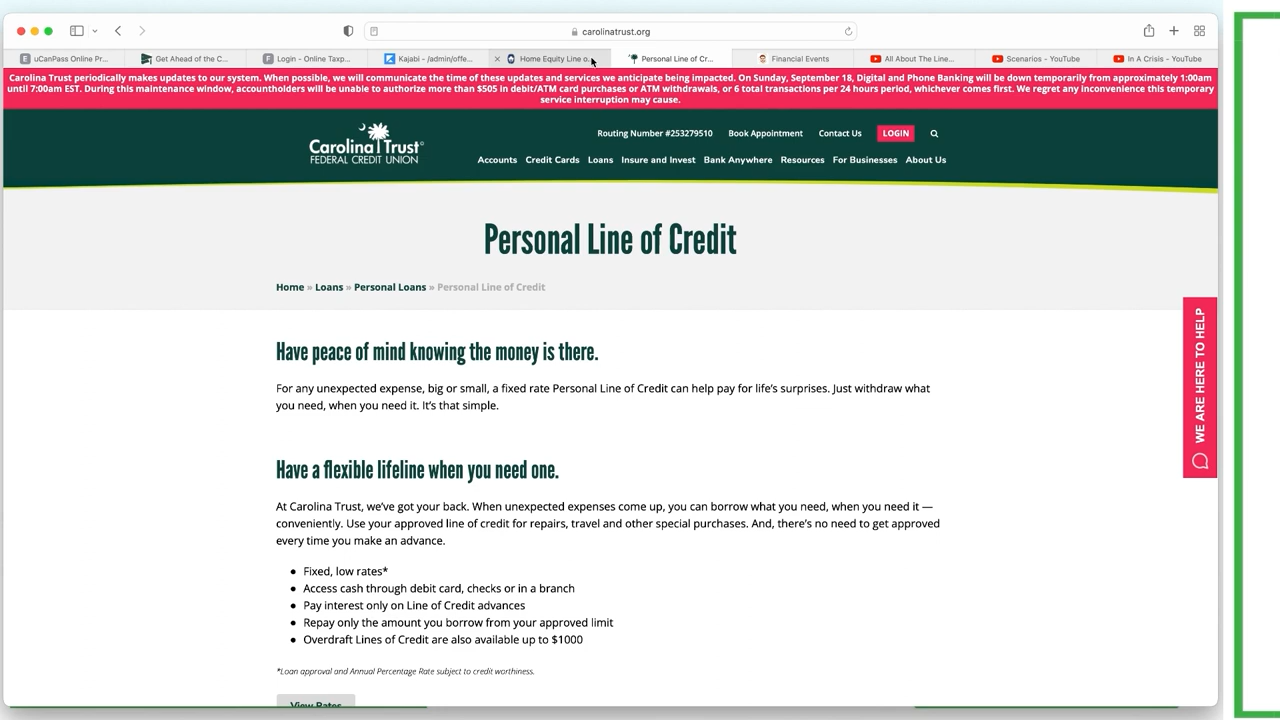 carolinatrust.org
uCanPass Online Pr...
Get Ahead of the C...
Login - Online Taxp...
Kajabi - /admin/offe...
Home Equity Line o...
Personal Line of Cr...
Financial Events
All About The Line...
Scenarios - YouTube
In A Crisis - YouTube
Carolina Trust periodically makes updates to our system. When possible, we will communicate the time of these updates and services we anticipate being impacted. On Sunday, September 18, Digital and Phone Banking will be down temporarily from approximately 1:00am
until 7:00am EST. During this maintenance window, accountholders will be unable to authorize more than $505 in debit/ATM card purchases or ATM withdrawals, or 6 total transactions per 24 hours period, whichever comes first. We regret any inconvenience this temporary
service interruption may cause.
Carolina Trust
FEDERAL CREDIT UNION
Routing Number #253279510
Book Appointment
Contact Us
LOGIN
Accounts
Credit Cards
Loans
Insure and Invest
Bank Anywhere
Resources
For Businesses
About Us
Personal Line of Credit
Home » Loans » Personal Loans » Personal Line of Credit
Have peace of mind knowing the money is there.
For any unexpected expense, big or small, a fixed rate Personal Line of Credit can help pay for life’s surprises. Just withdraw what
you need, when you need it. It’s that simple.
Have a flexible lifeline when you need one.
At Carolina Trust, we’ve got your back. When unexpected expenses come up, you can borrow what you need, when you need it —
conveniently. Use your approved line of credit for repairs, travel and other special purchases. And, there’s no need to get approved
every time you make an advance.
● Fixed, low rates*
● Access cash through debit card, checks or in a branch
● Pay interest only on Line of Credit advances
● Repay only the amount you borrow from your approved limit
● Overdraft Lines of Credit are also available up to $1000
*Loan approval and Annual Percentage Rate subject to credit worthiness.
View Rates
WE ARE HERE TO HELP